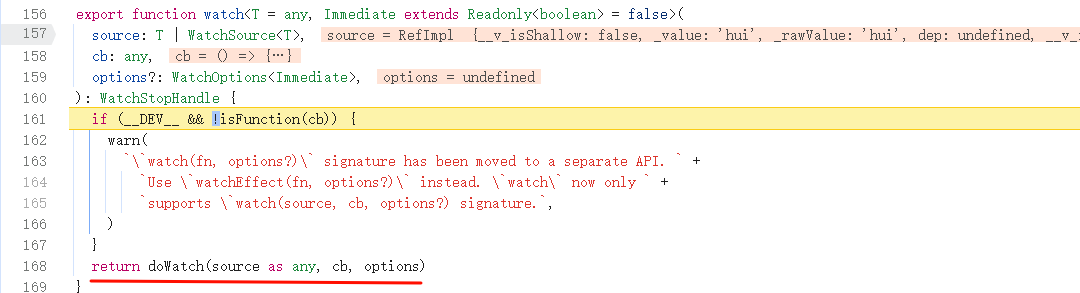 156 export function watch<T = any, Immediate extends Readonly<boolean> = false>(
157 source: T | WatchSource<T>, source = RefImpl {__v_isShallow: false, _value: 'hui', _rawValue: 'hui', dep: undefined, __v_i
158 cb: any, cb = () => {…}
159 options?: WatchOptions<Immediate>, options = undefined
160 ): WatchStopHandle {
161 if (__DEV__ && !isFunction(cb)) {
162 warn(
163 `\`watch(fn, options?)\` signature has been moved to a separate API. ` +
164 `Use \`watchEffect(fn, options?)\` instead. \`watch\` now only ` +
165 `supports \`watch(source, cb, options?) signature.`,
166 )
167 }
168 return doWatch(source as any, cb, options)
169 }